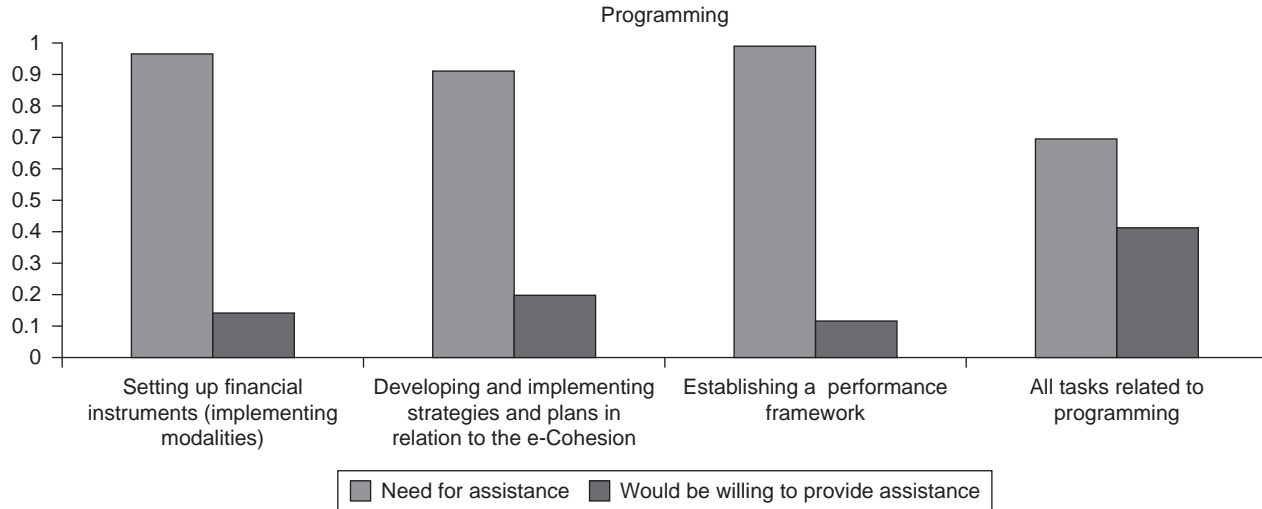 Programming
1
0.9
0.8
0.7
0.6
0.5
0.4
0.3
0.2
0.1
0
Setting up financial
instruments (implementing
modalities)
Developing and implementing
strategies and plans in
relation to the e-Cohesion
Establishing a performance
framework
All tasks related to
programming
Need for assistance
Would be willing to provide assistance